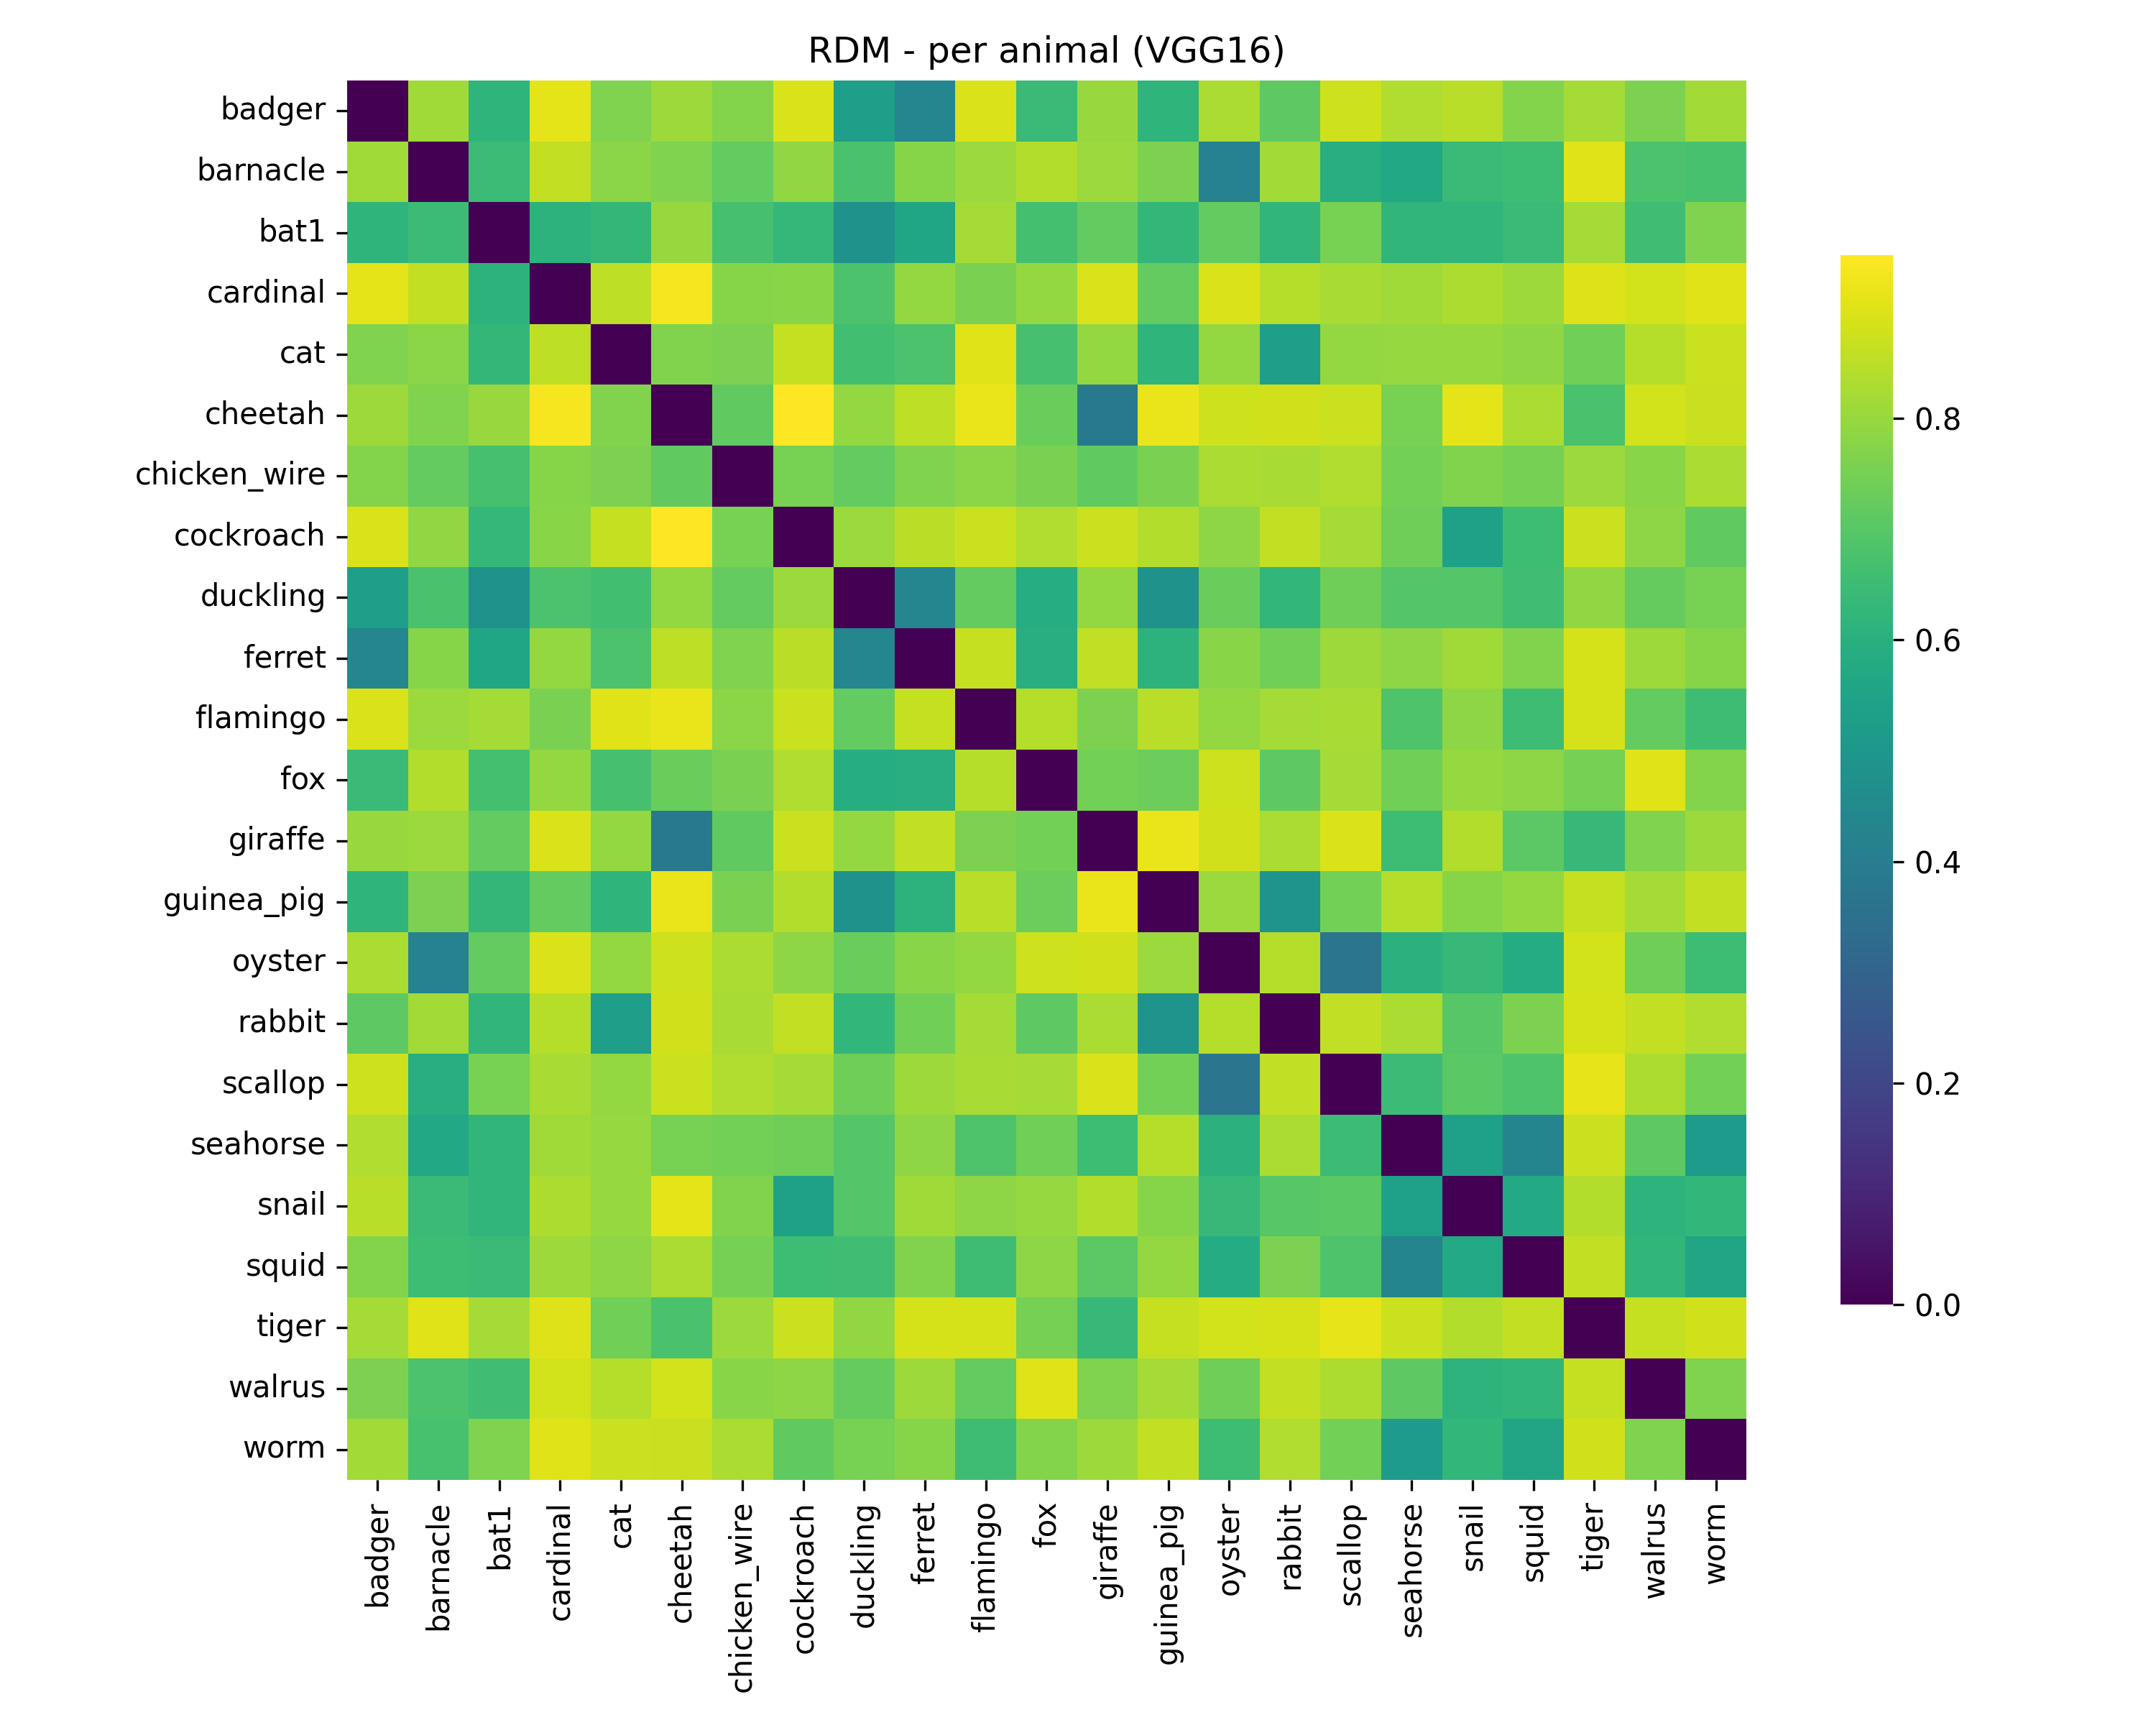 RDM - per animal (VGG16)
badger
barnacle
bat1
cardinal
cat
cheetah
chicken_wire
cockroach
duckling
ferret
flamingo
fox
giraffe
guinea_pig
oyster
rabbit
scallop
seahorse
snail
squid
tiger
walrus
worm
badger
barnacle
bat1
cardinal
cat
cheetah
chicken_wire
cockroach
duckling
ferret
flamingo
fox
giraffe
guinea_pig
oyster
rabbit
scallop
seahorse
snail
squid
tiger
walrus
worm
0.8
0.6
0.4
0.2
0.0